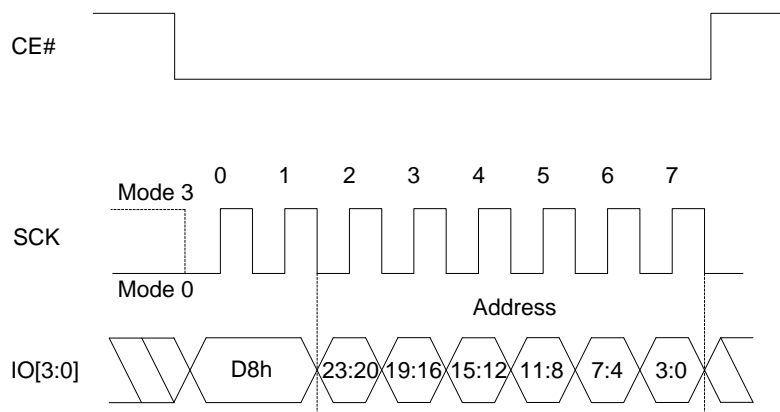 CE#
0 1 2 3 4 5 6 7
Mode 3
SCK
Mode 0
Address
IO[3:0] D8h 23:20 19:16 15:12 11:8 7:4 3:0